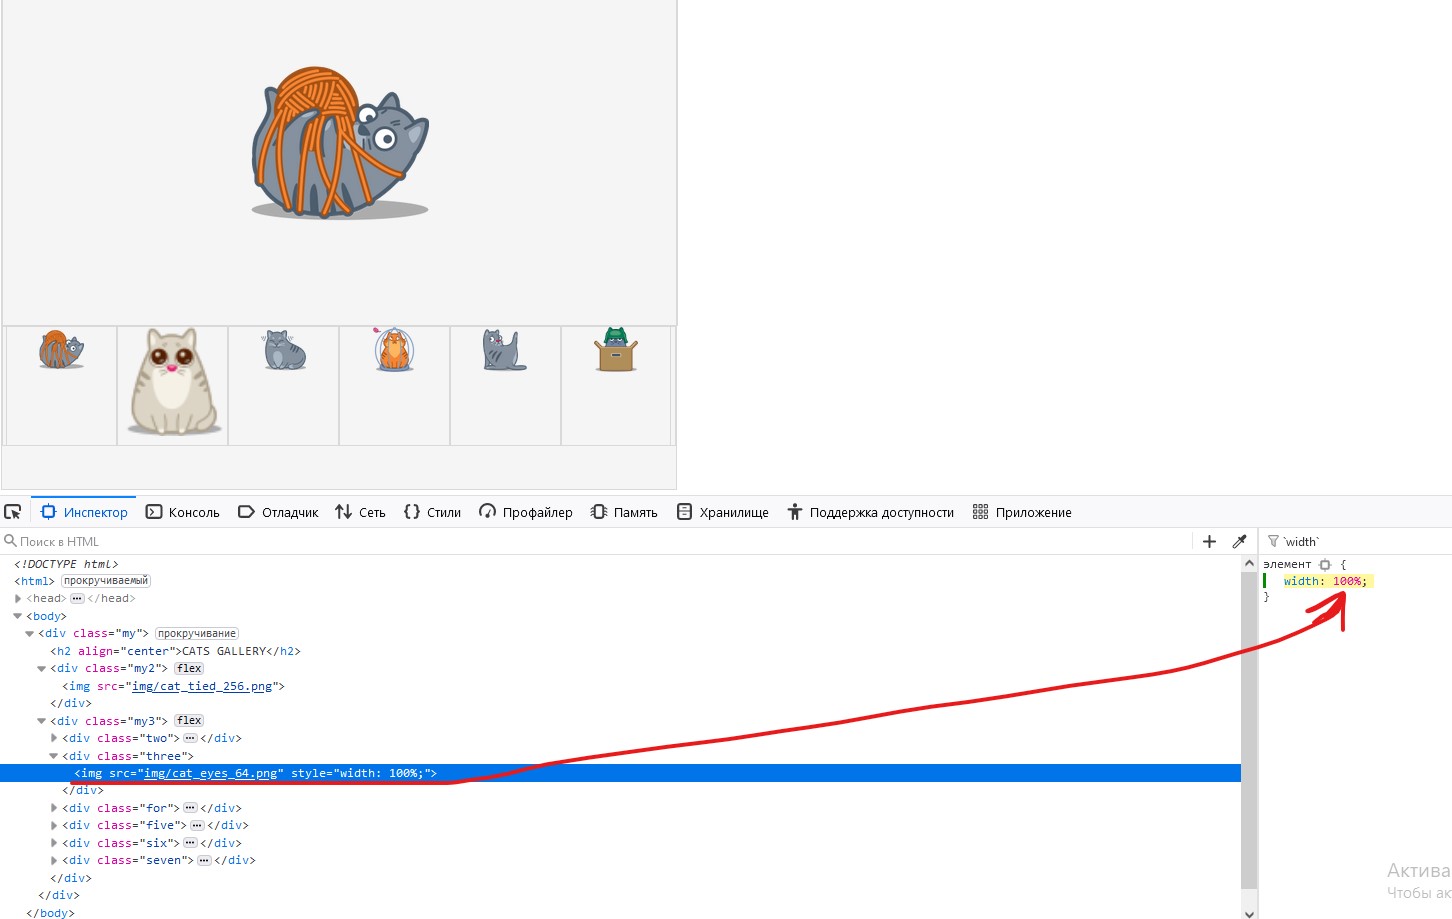 Инспектор Консоль Отладчик Сеть Стили Профайлер Память Хранилище Поддержка доступности Приложение
Поиск в HTML
`width`
<!DOCTYPE html>
<html> прокручиваемый
<head> ••• </head>
<body>
<div class="my"> прокручивание
<h2 align="center">CATS GALLERY</h2>
<div class="my2"> flex
<img src="img/cat_tied_256.png">
</div>
<div class="my3"> flex
<div class="two"> ••• </div>
<div class="three">
<img src="img/cat_eyes_64.png" style="width: 100%;">
</div>
<div class="for"> ••• </div>
<div class="five"> ••• </div>
<div class="six"> ••• </div>
<div class="seven"> ••• </div>
</div>
</div>
</body>
элемент {
width: 100%;
}
Актива
Чтобы ак